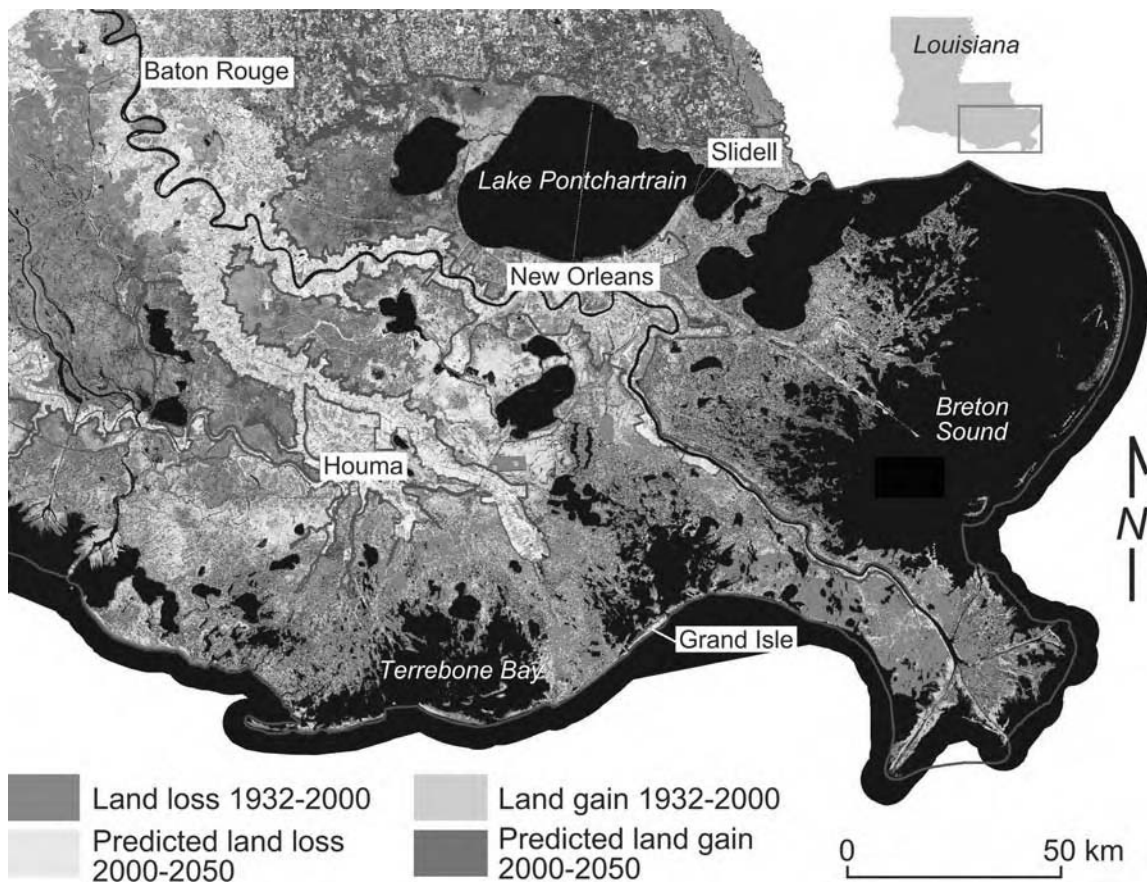 Louisiana
Baton Rouge
Slidell
Lake Pontchartrain
New Orleans
Breton
Sound
Houma
N
Grand Isle
Terrebone Bay
Land loss 1932-2000
Land gain 1932-2000
Predicted land loss
2000-2050
Predicted land gain
2000-2050
0
50 km